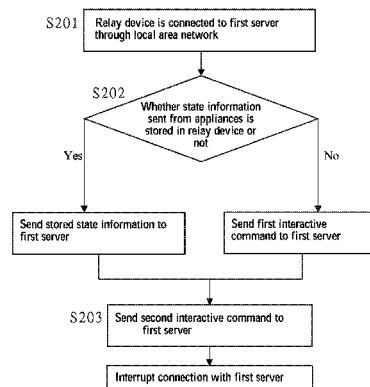 S201
Relay device is connected to first server
through local area network
S202
Whether state information
sent from appliances is
stored in relay device or
not
Yes
No
Send stored state information to
first server
Send first interactive
command to first server
S203
Send second interactive command to
first server
Interrupt connection with first server